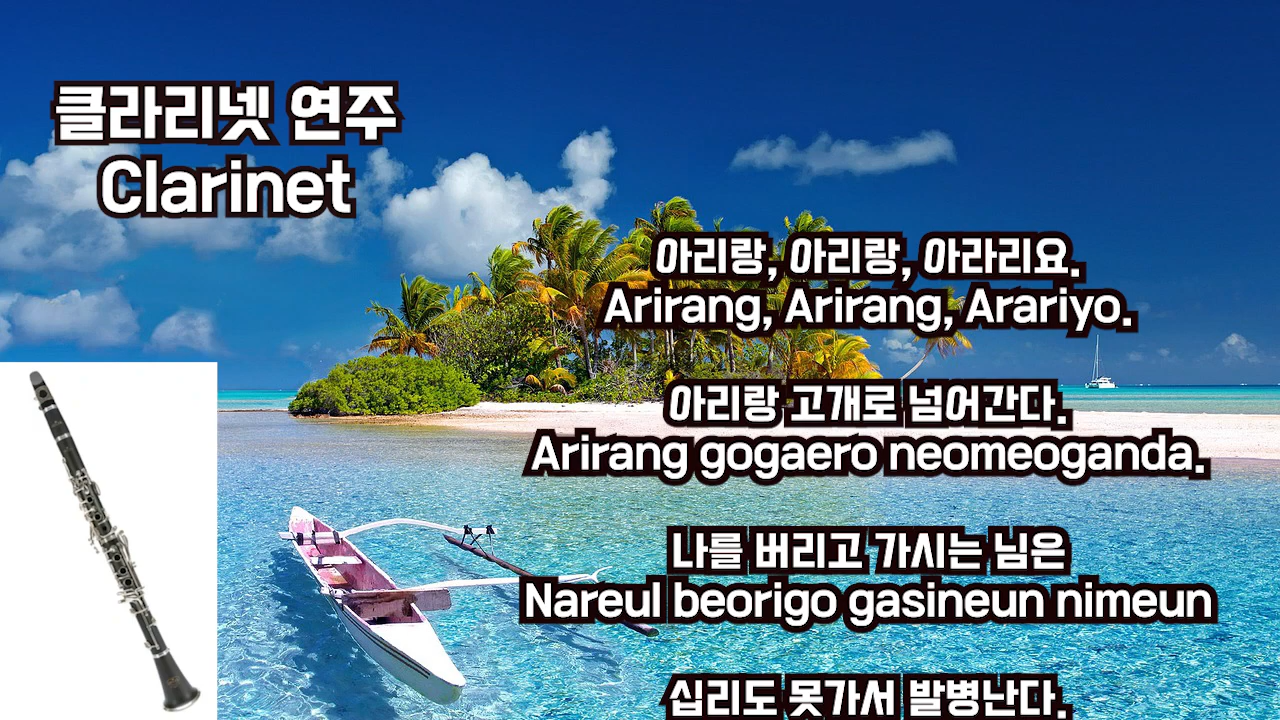 클라리넷 연주
Clarinet
아리랑, 아리랑, 아라리요.
Arirang, Arirang, Arariyo.
아리랑 고개로 넘어간다.
Arirang gogaero neomeoganda.
나를 버리고 가시는 님은
Nareul beorigo gasineun nimeun
십리도 못가서 발병난다.